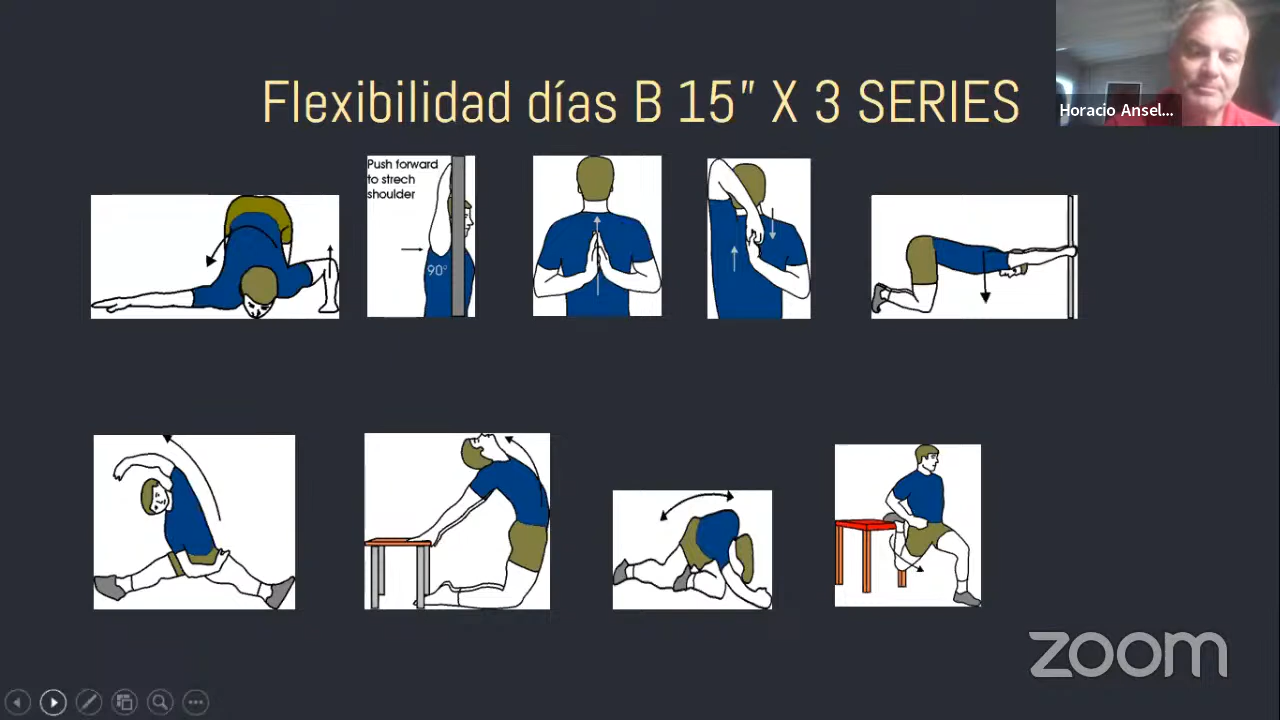 Flexibilidad días B 15” X 3 SERIES
Horacio Ansel...
Push forward
to strech
shoulder
90°
zoom